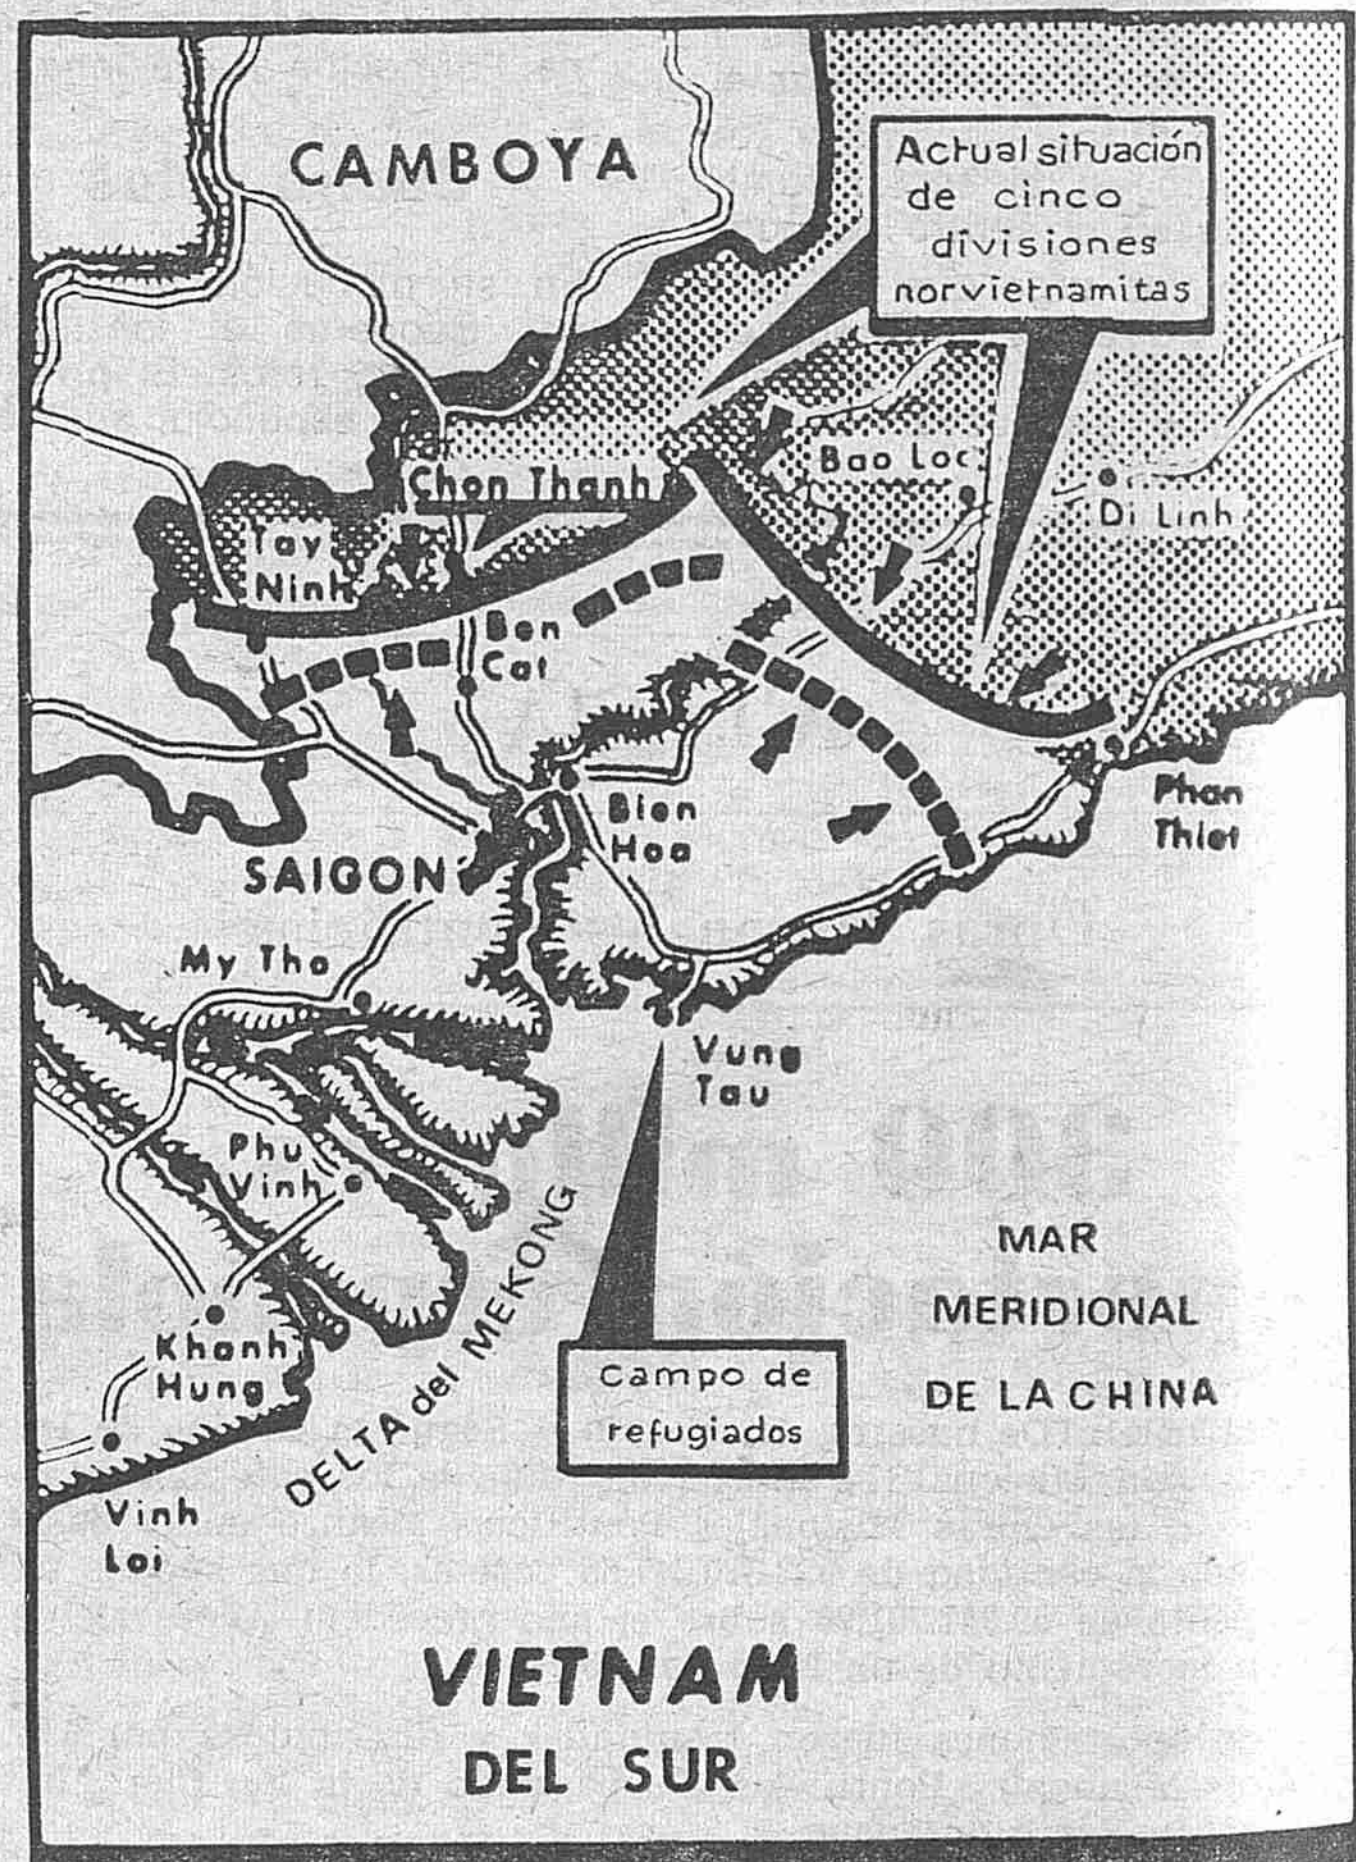 CAMBOYA
Actual situación
de cinco
divisiones
norvietnamitas
Bao Loc
Chon Thanh
Di Linh
Tay
Ninh
Ben
Cat
Phan
Thiet
Bien
Hoa
SAIGON
My Tho
Vung
Tau
Phu
Vinh
MAR
MERIDIONAL
DE LA CHINA
DELTA del MEKONG
Khanh
Hung
Campo de
refugiados
Vinh
Loi
VIETNAM
DEL SUR